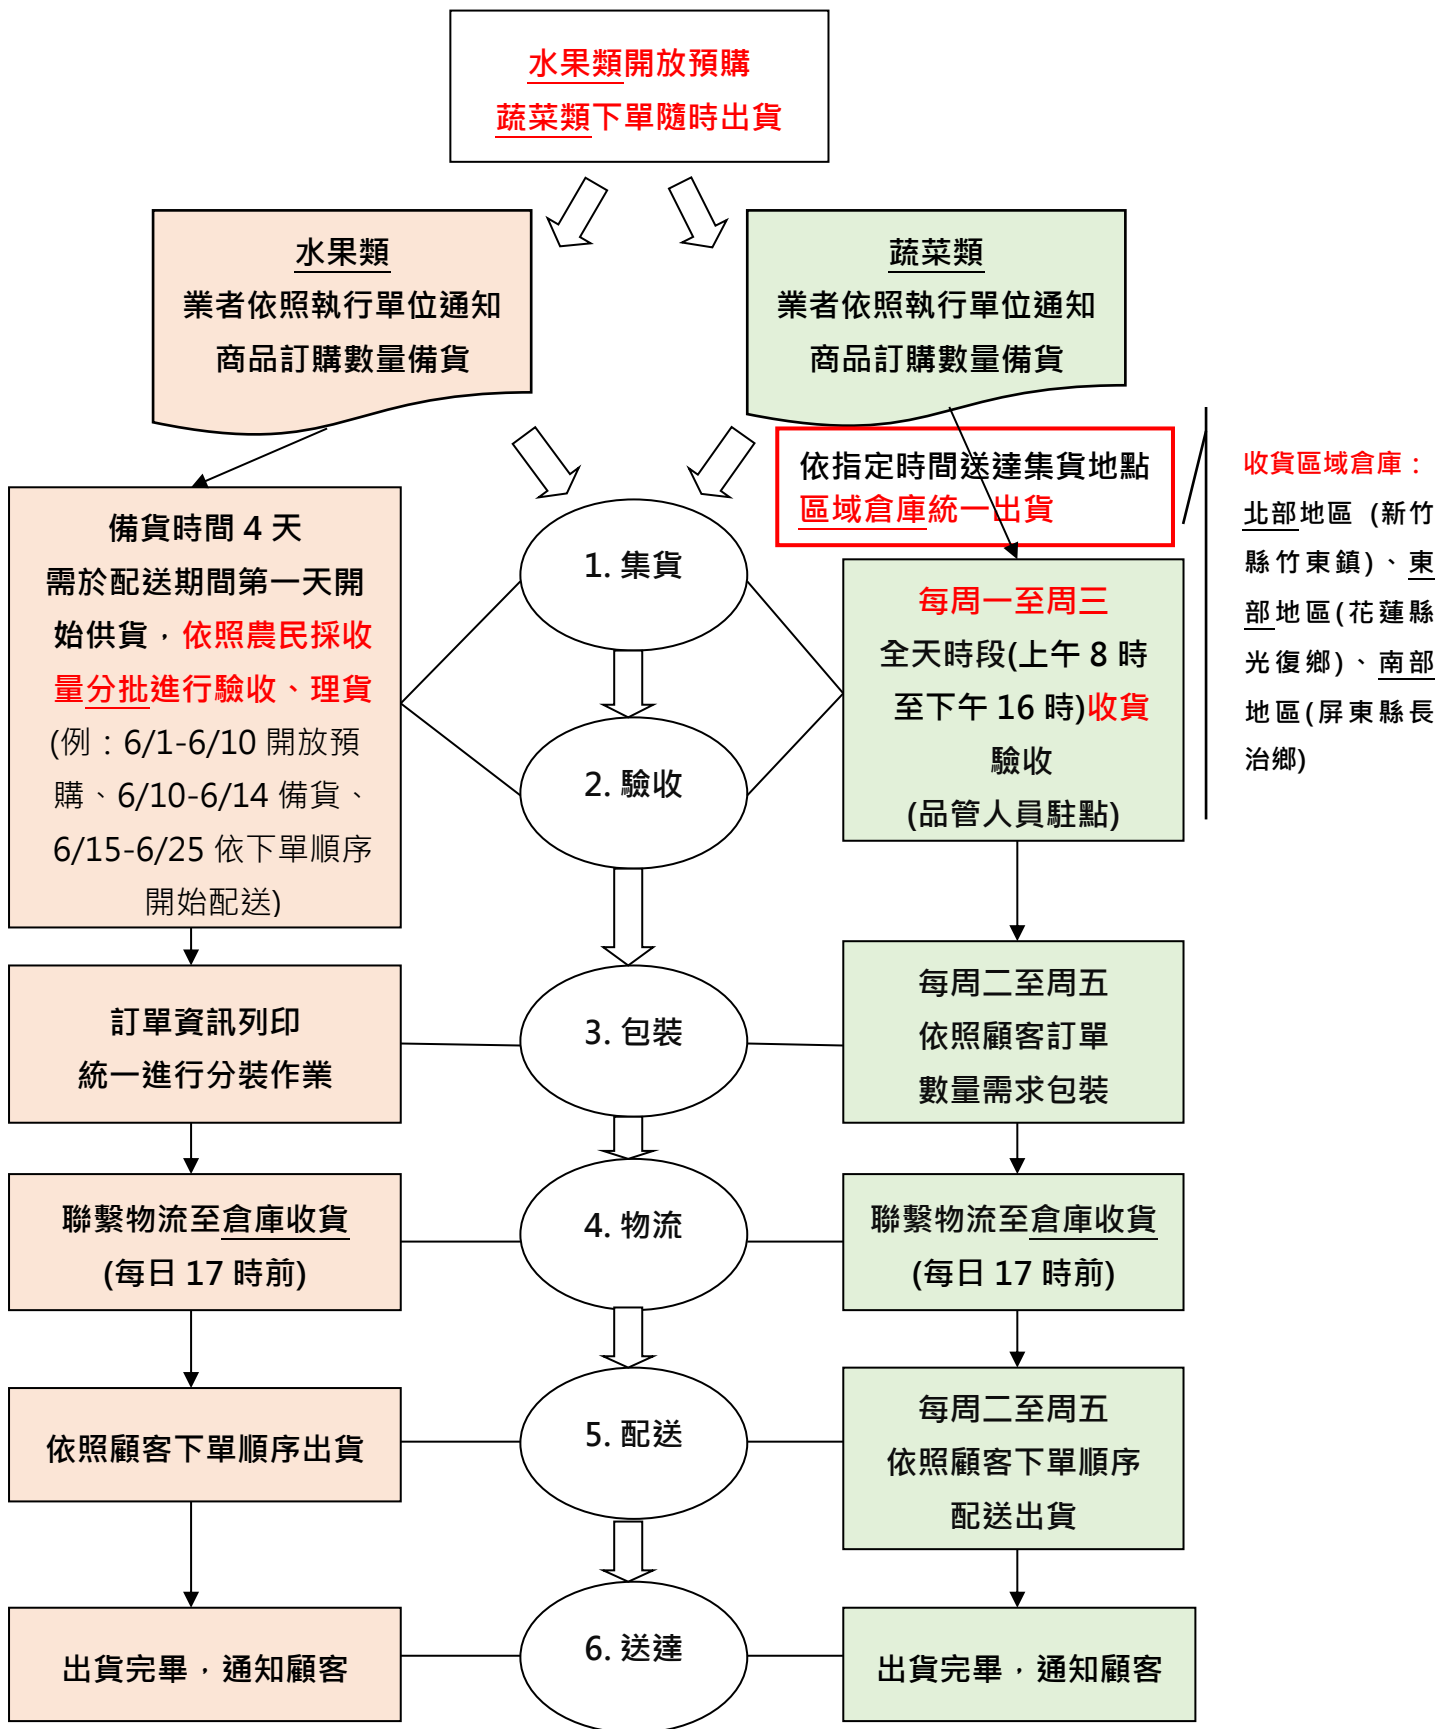 水果類開放預購
蔬菜類下單隨時出貨
水果類
業者依照執行單位通知
商品訂購數量備貨
蔬菜類
業者依照執行單位通知
商品訂購數量備貨
依指定時間送達集貨地點
區域倉庫統一出貨
收貨區域倉庫：
北部地區 (新竹
縣竹東鎮)、東
部地區(花蓮縣
光復鄉)、南部
地區(屏東縣長
治鄉)
備貨時間 4 天
需於配送期間第一天開
始供貨，依照農民採收
量分批進行驗收、理貨
(例：6/1-6/10 開放預
購、6/10-6/14 備貨、
6/15-6/25 依下單順序
開始配送)
1. 集貨
2. 驗收
每周一至周三
全天時段(上午 8 時
至下午 16 時)收貨
驗收
(品管人員駐點)
訂單資訊列印
統一進行分裝作業
3. 包裝
每周二至周五
依照顧客訂單
數量需求包裝
聯繫物流至倉庫收貨
(每日 17 時前)
4. 物流
聯繫物流至倉庫收貨
(每日 17 時前)
依照顧客下單順序出貨
5. 配送
每周二至周五
依照顧客下單順序
配送出貨
出貨完畢，通知顧客
6. 送達
出貨完畢，通知顧客